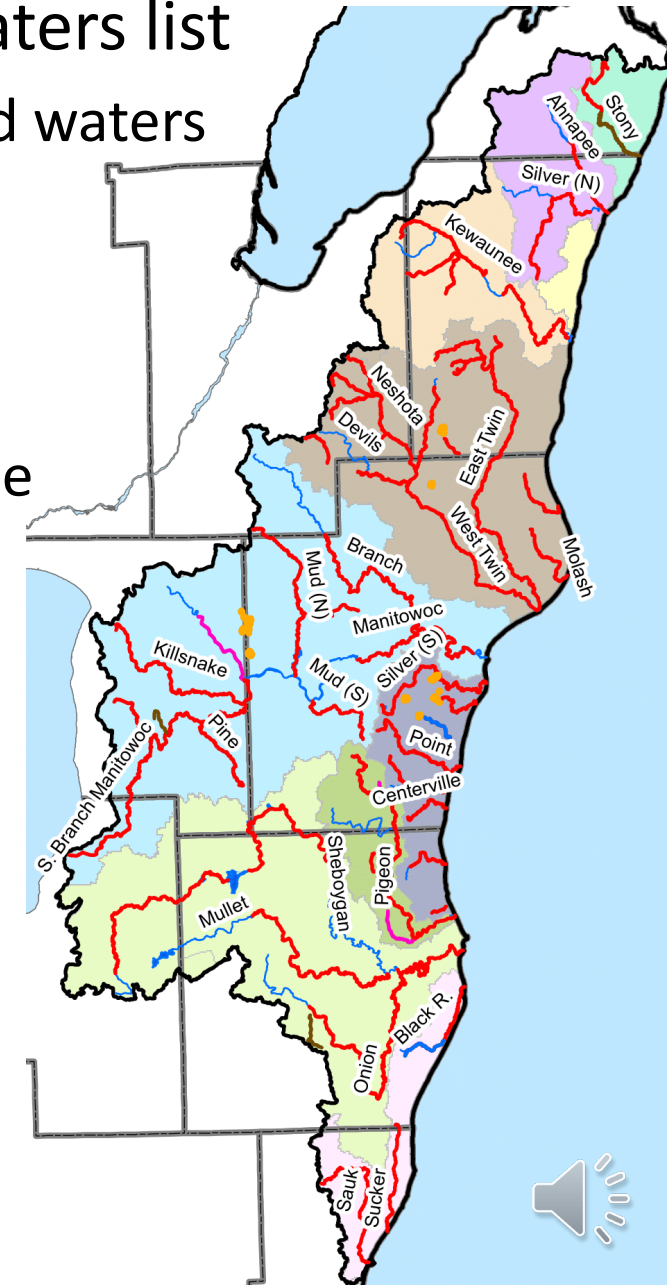 aters list
d waters
e
Ahnapee
Stony
Silver (N)
Kewaunee
Neshota
Devils
East Twin
West Twin
Molash
Branch
Mud (N)
Manitowoc
Killsnake
Silver (S)
Mud (S)
Pine
Point
S. Branch Manitowoc
Centerville
Sheboygan
Pigeon
Mullet
Black R.
Onion
Sauk
Sucker